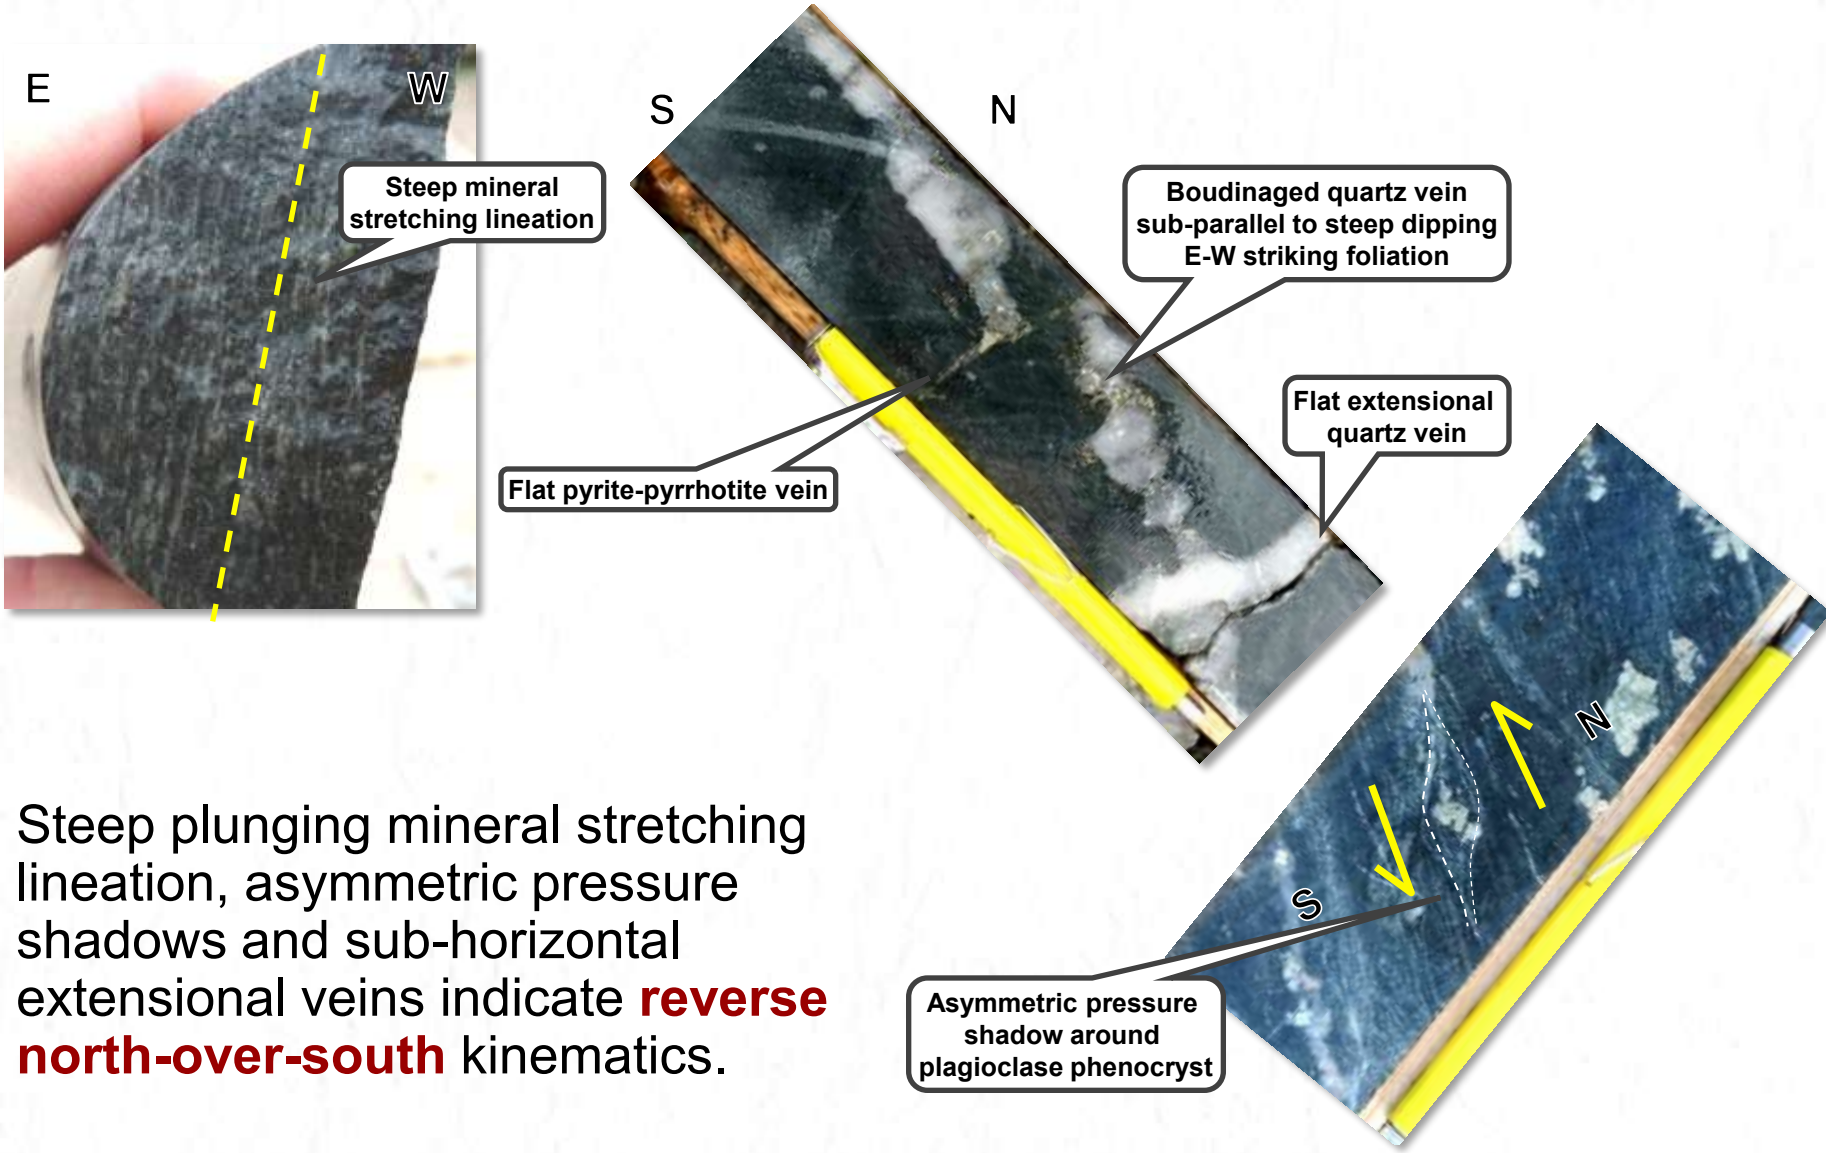 E
W
Steep mineral
stretching lineation
S
N
Boudinaged quartz vein
sub-parallel to steep dipping
E-W striking foliation
Flat extensional
quartz vein
Flat pyrite-pyrrhotite vein
N
S
Asymmetric pressure
shadow around
plagioclase phenocryst
Steep plunging mineral stretching
lineation, asymmetric pressure
shadows and sub-horizontal
extensional veins indicate reverse
north-over-south kinematics.